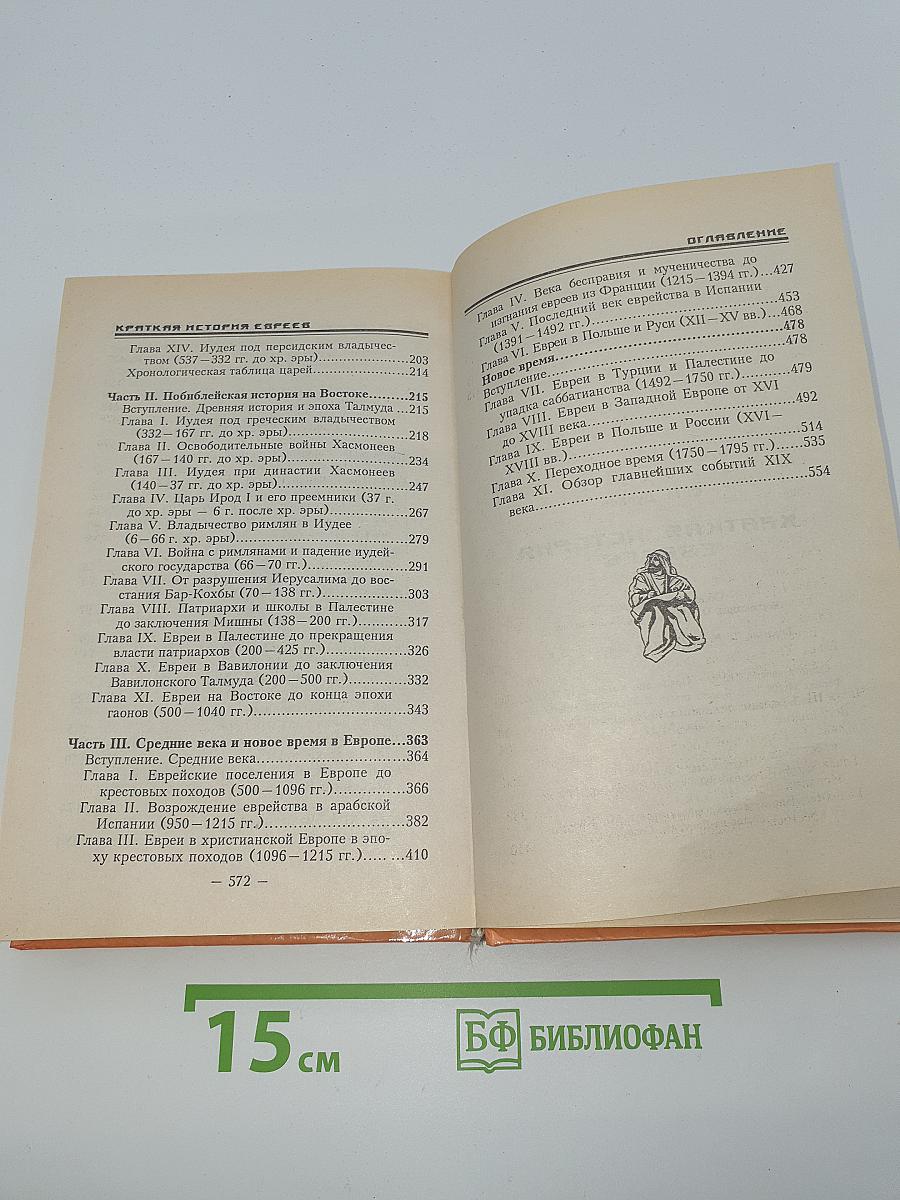 КРАТКАЯ ИСТОРИЯ ЕВРЕЕВ
Глава XIV. Иудея под персидским владычес-
твом (537—332 гг. до хр. эры)....................203
Хронологическая таблица царей....................214
Часть II. Побиблейская история на Востоке..........215
Вступление. Древняя история и эпоха Талмуда ...215
Глава I. Иудея под греческим владычеством
(332—167 гг. до хр. эры)..........................218
Глава II. Освободительные войны Хасмонеев
(167—140 гг. до хр. эры)..........................234
Глава III. Иудея при династии Хасмонеев
(140—37 гг. до хр. эры)...........................247
Глава IV. Царь Ирод I и его преемники (37 г.
до хр. эры — 6 г. после хр. эры)................267
Глава V. Владычество римлян в Иудее
(6—66 г. хр. эры)...................................279
Глава VI. Война с римлянами и падение иудей-
ского государства (66—70 гг.)....................291
Глава VII. От разрушения Иерусалима до вос-
стания Бар-Кохбы (70—138 гг.)..................303
Глава VIII. Патриархи и школы в Палестине
до заключения Мишны (138—200 гг.)..........317
Глава IX. Евреи в Палестине до прекращения
власти патриархов (200—425 гг.)................326
Глава X. Евреи в Вавилонии до заключения
Вавилонского Талмуда (200—500 гг.)............332
Глава XI. Евреи на Востоке до конца эпохи
гаонов (500—1040 гг.)..............................343
Часть III. Средние века и новое время в Европе...363
Вступление. Средние века..........................364
Глава I. Еврейские поселения в Европе до
крестовых походов (500—1096 гг.)...............366
Глава II. Возрождение еврейства в арабской
Испании (950—1215 гг.)...........................382
Глава III. Евреи в христианской Европе в эпо-
ху крестовых походов (1096—1215 гг.)..... ...410
— 572 —
ОГЛАВЛЕНИЕ
Глава IV. Века бесправия и мученичества до
изгнания евреев из Франции (1215—1394 гг.)...427
Глава V. Последний век еврейства в Испании
(1391—1492 гг.)....................................453
Глава VI. Евреи в Польше и Руси (XII—XV вв.)...468
Новое время..........................................478
Вступление...........................................478
Глава VII. Евреи в Турции и Палестине до
упадка саббатианства (1492—1750 гг.)..........479
Глава VIII. Евреи в Западной Европе от XVI
до XVIII века.......................................492
Глава IX. Евреи в Польше и России (XVI—
XVIII вв.)............................................514
Глава X. Переходное время (1750—1795 гг.)......535
Глава XI. Обзор главнейших событий XIX
века...................................................554
15 см
БФ БИБЛИОФАН